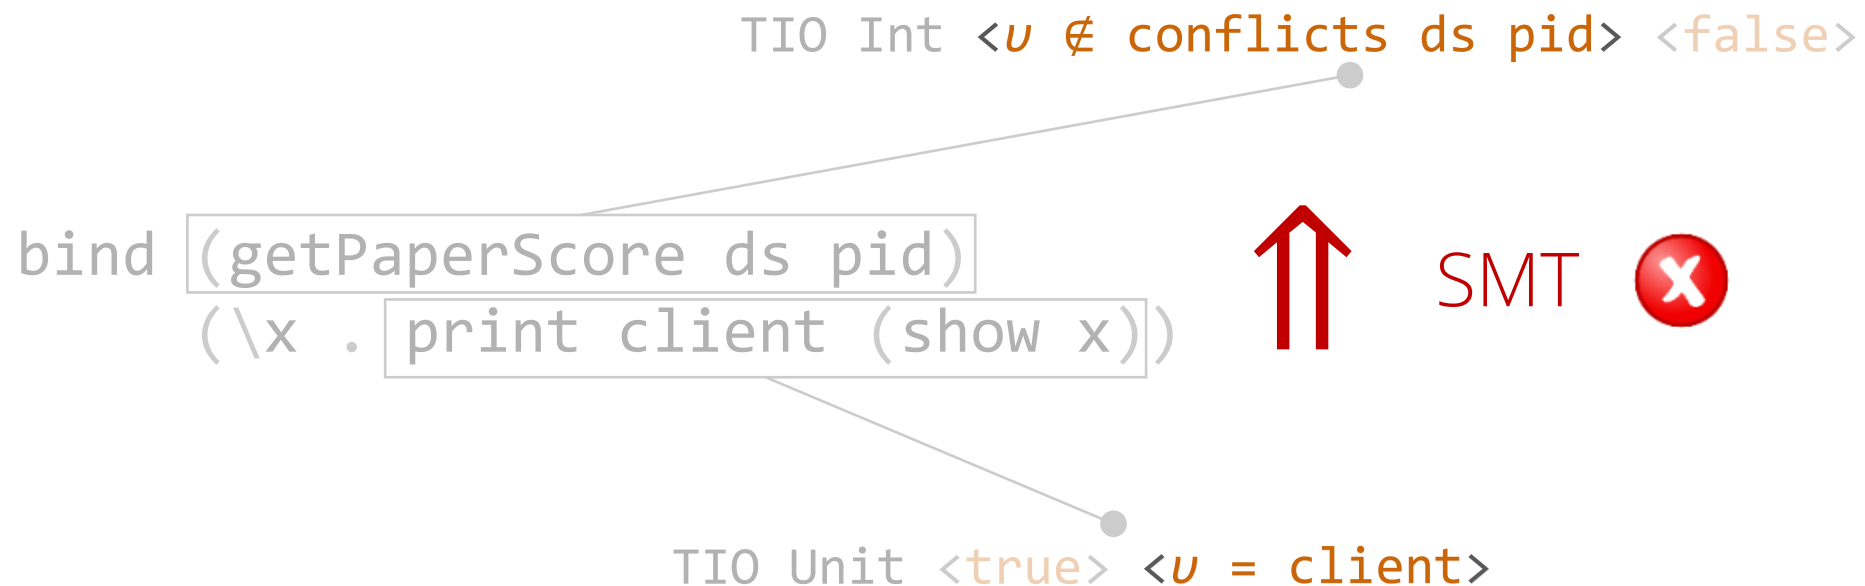 TIO Int <υ ∉ conflicts ds pid> <false>
bind (getPaperScore ds pid)
(\x . print client (show x))
⇑ SMT
TIO Unit <true> <υ = client>